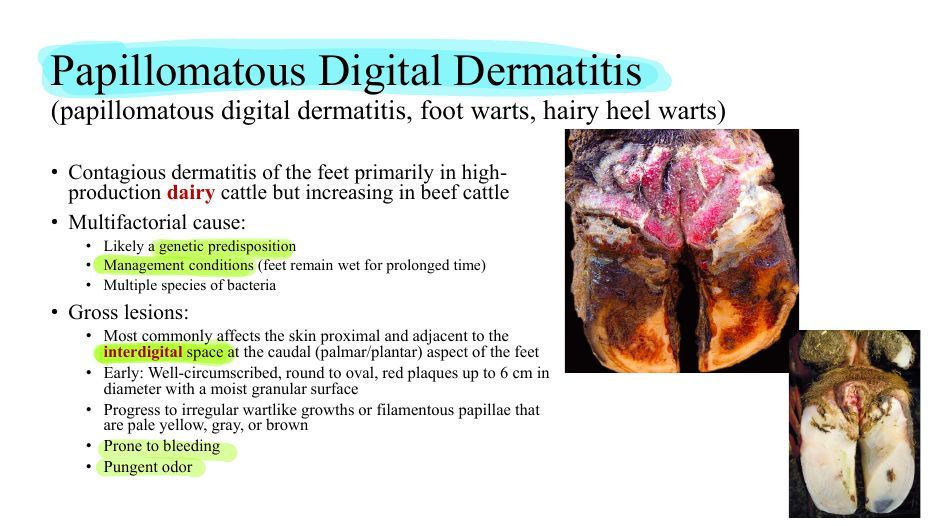 Papillomatous Digital Dermatitis
(papillomatous digital dermatitis, foot warts, hairy heel warts)
• Contagious dermatitis of the feet primarily in high-
production dairy cattle but increasing in beef cattle
• Multifactorial cause:
• Likely a genetic predisposition
• Management conditions (feet remain wet for prolonged time)
• Multiple species of bacteria
• Gross lesions:
• Most commonly affects the skin proximal and adjacent to the
interdigital space at the caudal (palmar/plantar) aspect of the feet
• Early: Well-circumscribed, round to oval, red plaques up to 6 cm in
diameter with a moist granular surface
• Progress to irregular wartlike growths or filamentous papillae that
are pale yellow, gray, or brown
• Prone to bleeding
• Pungent odor